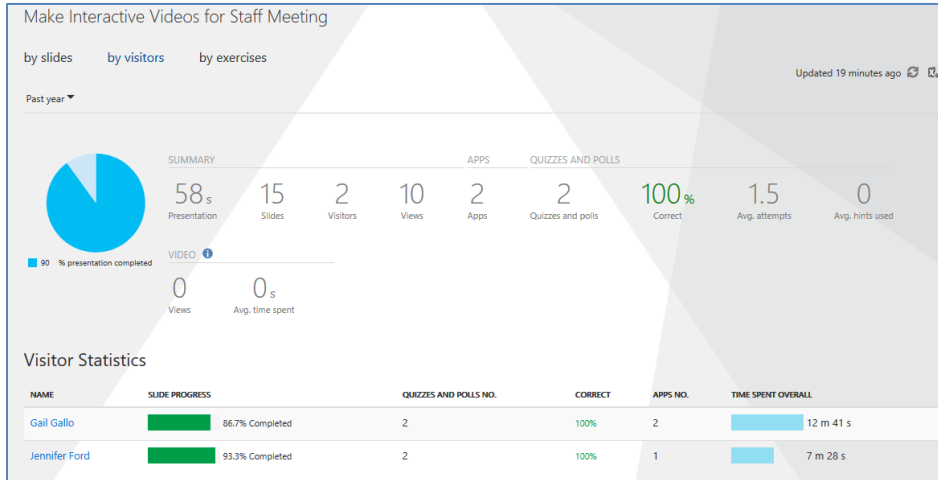 Make Interactive Videos for Staff Meeting
by slides by visitors by exercises
Updated 19 minutes ago
Past year
SUMMARY APPS QUIZZES AND POLLS
58 s 15 2 10 2 2 100 % 1.5 0
Presentation Slides Visitors Views Apps Quizzes and polls Correct Avg. attempts Avg. hints used
90 % presentation completed
VIDEO
0 0 s
Views Avg. time spent
Visitor Statistics
NAME SLIDE PROGRESS QUIZZES AND POLLS NO. CORRECT APPS NO. TIME SPENT OVERALL
Gail Gallo 86.7% Completed 2 100% 2 12 m 41 s
Jennifer Ford 93.3% Completed 2 100% 1 7 m 28 s